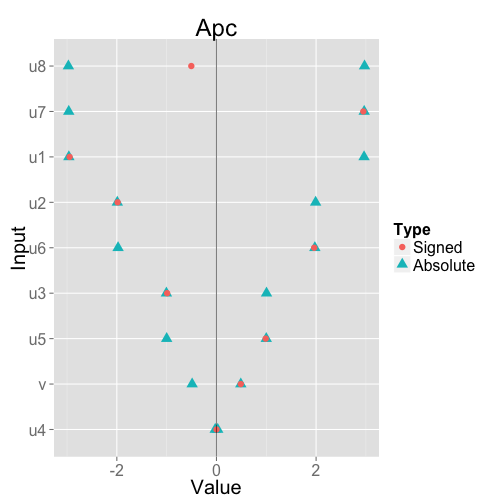 Apc
Input
u8
u7
u1
u2
u6
u3
u5
v
u4
-2 0 2
Value
Type
Signed
Absolute